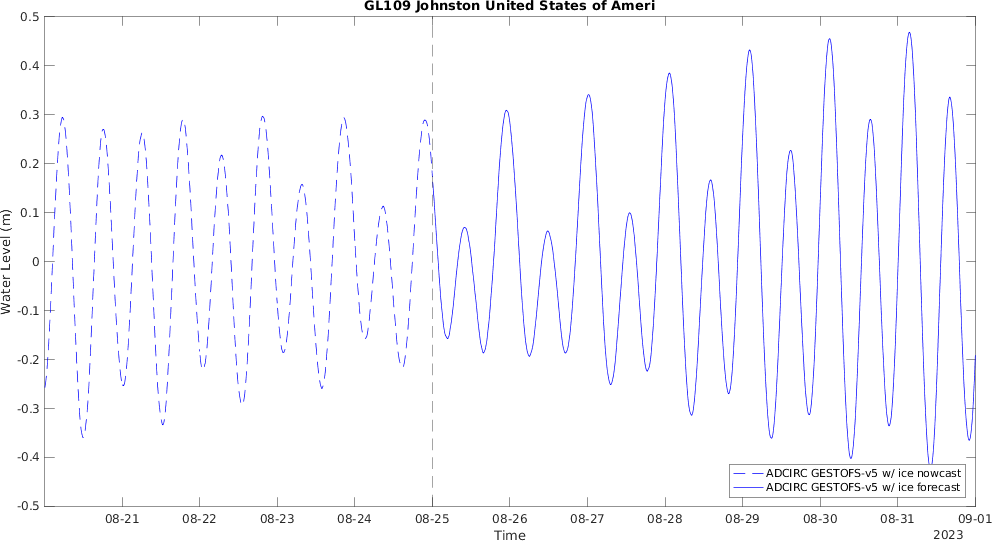 GL109 Johnston United States of Ameri
0.5
0.4
0.3
0.2
0.1
0
-0.1
-0.2
-0.3
-0.4
-0.5
Water Level (m)
ADCIRC GESTOFS-v5 w/ ice nowcast
ADCIRC GESTOFS-v5 w/ ice forecast
08-21 08-22 08-23 08-24 08-25 08-26 08-27 08-28 08-29 08-30 08-31 09-01
Time
2023